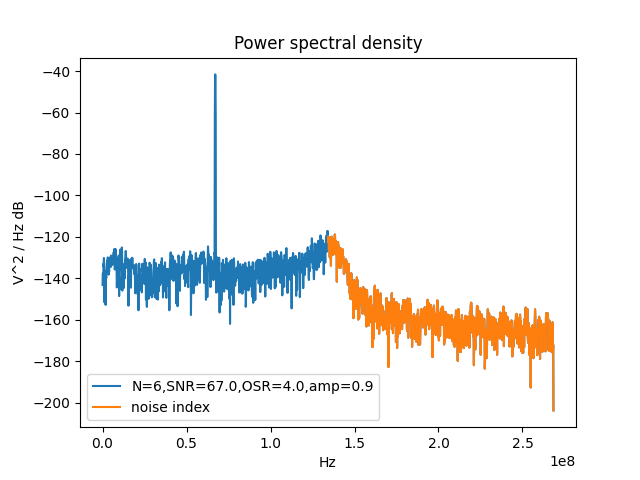 Power spectral density
V^2 / Hz dB
−40
−60
−80
−100
−120
−140
−160
−180
−200
N=6,SNR=67.0,OSR=4.0,amp=0.9
noise index
0.0 0.5 1.0 1.5 2.0 2.5
1e8
Hz